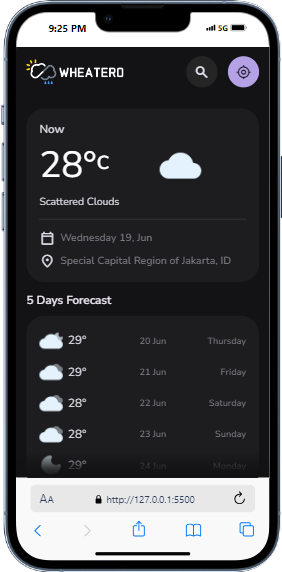 9:25 PM 5G
WHEATERO
Now
28°c
Scattered Clouds
Wednesday 19, Jun
Special Capital Region of Jakarta, ID
5 Days Forecast
29° 20 Jun Thursday
29° 21 Jun Friday
28° 22 Jun Saturday
28° 23 Jun Sunday
29° 24 Jun Monday
AA http://127.0.0.1:5500